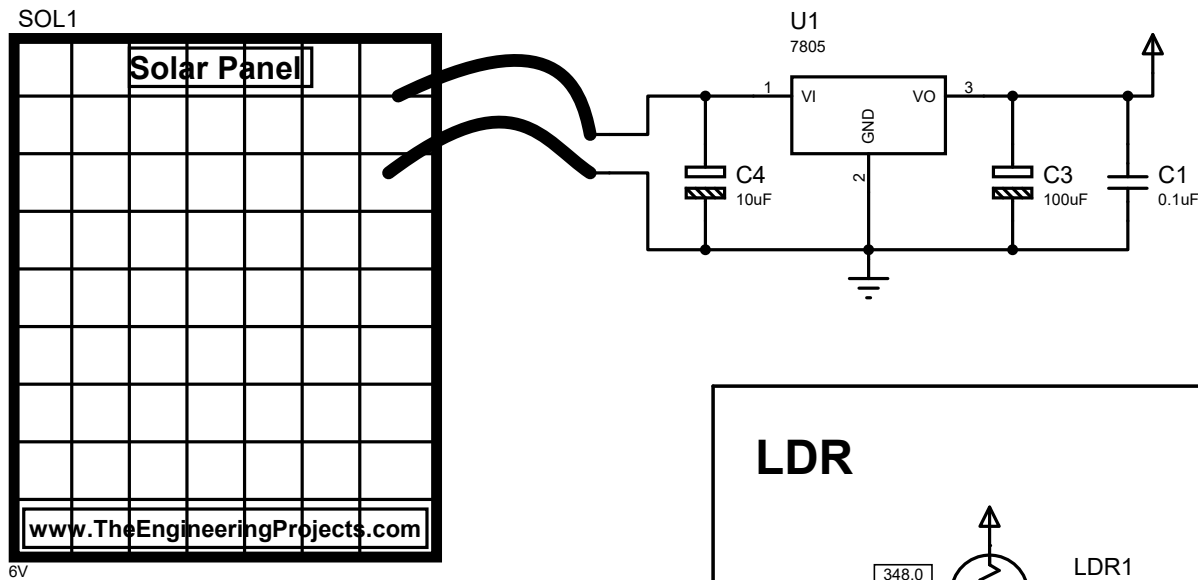 SOL1
Solar Panel
www.TheEngineeringProjects.com
6V
U1
7805
1
VI
VO
3
GND
2
C4
10uF
C3
100uF
C1
0.1uF
LDR
348.0
LDR1